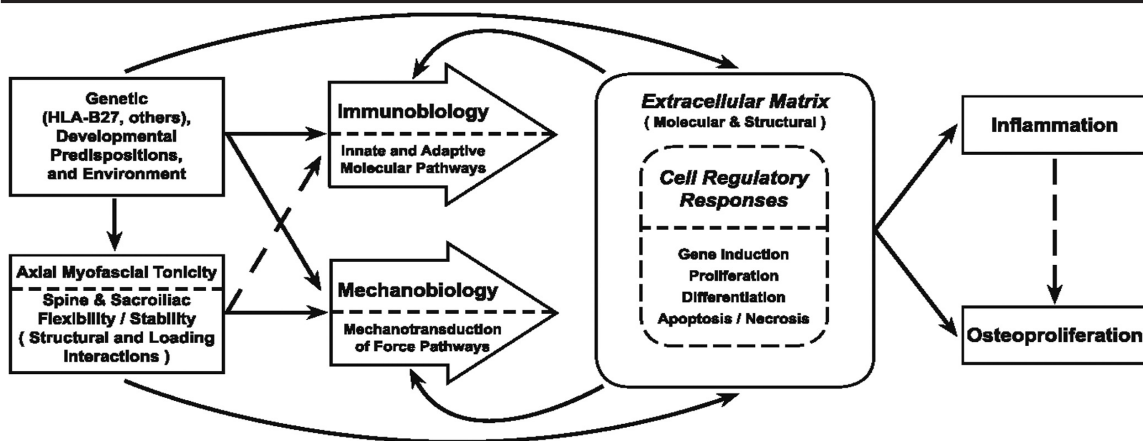 Genetic
(HLA-B27, others),
Developmental
Predispositions,
and Environment
Axial Myofascial Tonicity
Spine & Sacroiliac
Flexibility / Stability
( Structural and Loading
Interactions )
Immunobiology
Innate and Adaptive
Molecular Pathways
Mechanobiology
Mechanotransduction
of Force Pathways
Extracellular Matrix
( Molecular & Structural )
Cell Regulatory
Responses
Gene Induction
Proliferation
Differentiation
Apoptosis / Necrosis
Inflammation
Osteoproliferation